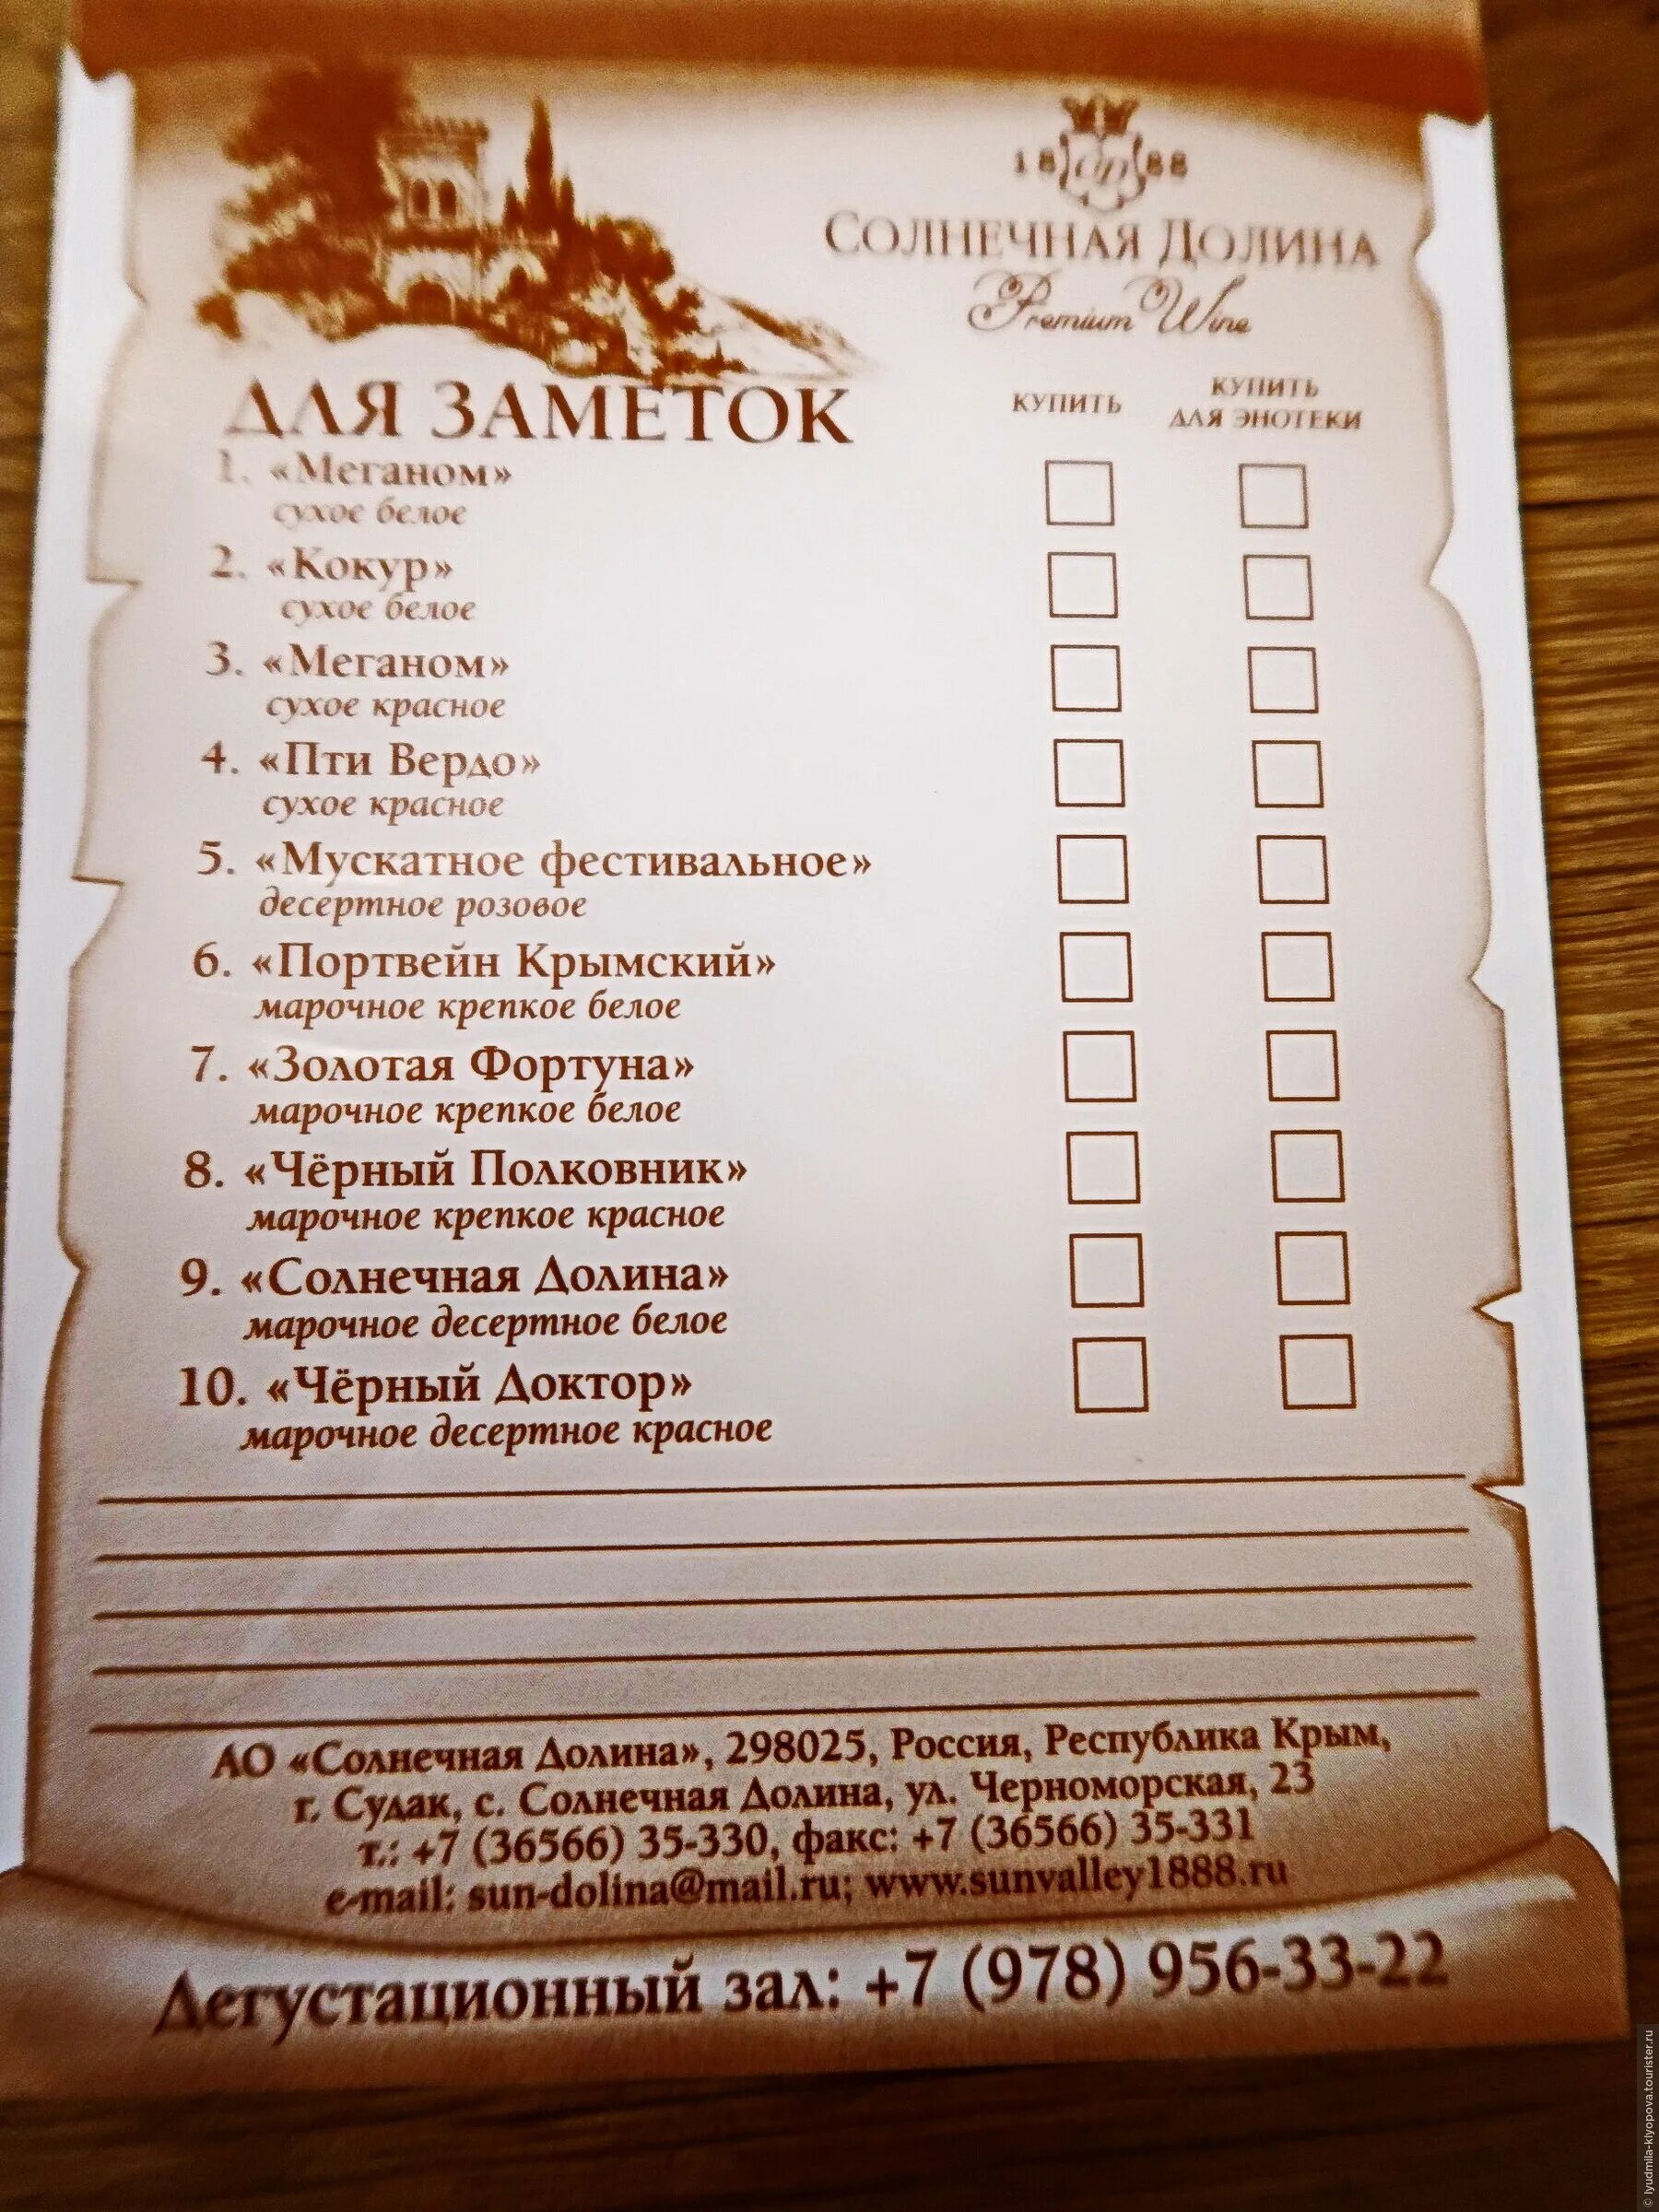 1888
СОЛНЕЧНАЯ ДОЛИНА
Premium Wine
ДЛЯ ЗАМЕТОК
КУПИТЬ
КУПИТЬ
ДЛЯ ЭНОТЕКИ
1. «Меганом»
сухое белое
2. «Кокур»
сухое белое
3. «Меганом»
сухое красное
4. «Пти Вердо»
сухое красное
5. «Мускатное фестивальное»
десертное розовое
6. «Портвейн Крымский»
марочное крепкое белое
7. «Золотая Фортуна»
марочное крепкое белое
8. «Чёрный Полковник»
марочное крепкое красное
9. «Солнечная Долина»
марочное десертное белое
10. «Чёрный Доктор»
марочное десертное красное
АО «Солнечная Долина», 298025, Россия, Республика Крым,
г. Судак, с. Солнечная Долина, ул. Черноморская, 23
т.: +7 (36566) 35-330, факс: +7 (36566) 35-331
e-mail: sun-dolina@mail.ru; www.sunvalley1888.ru
Дегустационный зал: +7 (978) 956-33-22
© lyudmila-klyopova.tourister.ru